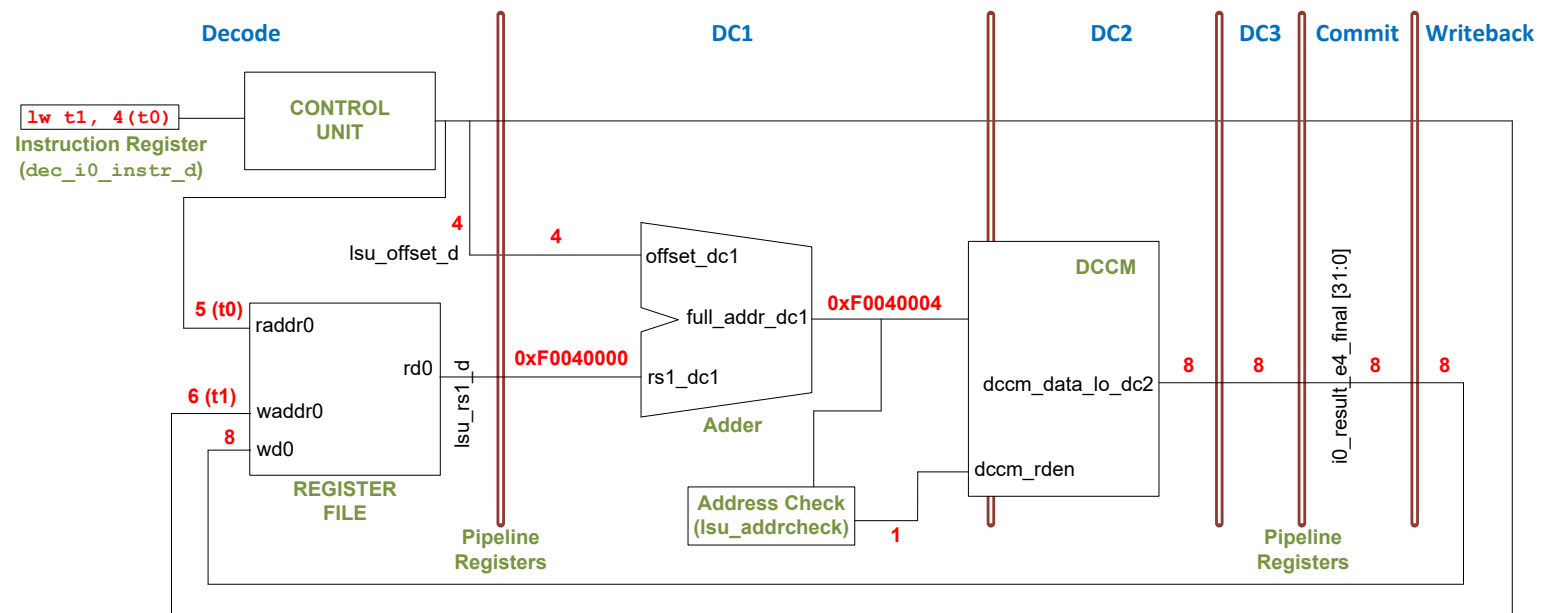 Decode
DC1
DC2
DC3
Commit
Writeback
lw t1, 4(t0)
Instruction Register
(dec_i0_instr_d)
CONTROL
UNIT
4
lsu_offset_d
4
offset_dc1
full_addr_dc1
rs1_dc1
Adder
0xF0040004
DCCM
dccm_data_lo_dc2
dccm_rden
5 (t0)
raddr0
rd0
6 (t1)
waddr0
8
wd0
REGISTER
FILE
lsu_rs1_d
0xF0040000
Address Check
(lsu_addrcheck)
1
8
8
i0_result_e4_final [31:0]
8
8
Pipeline
Registers
Pipeline
Registers